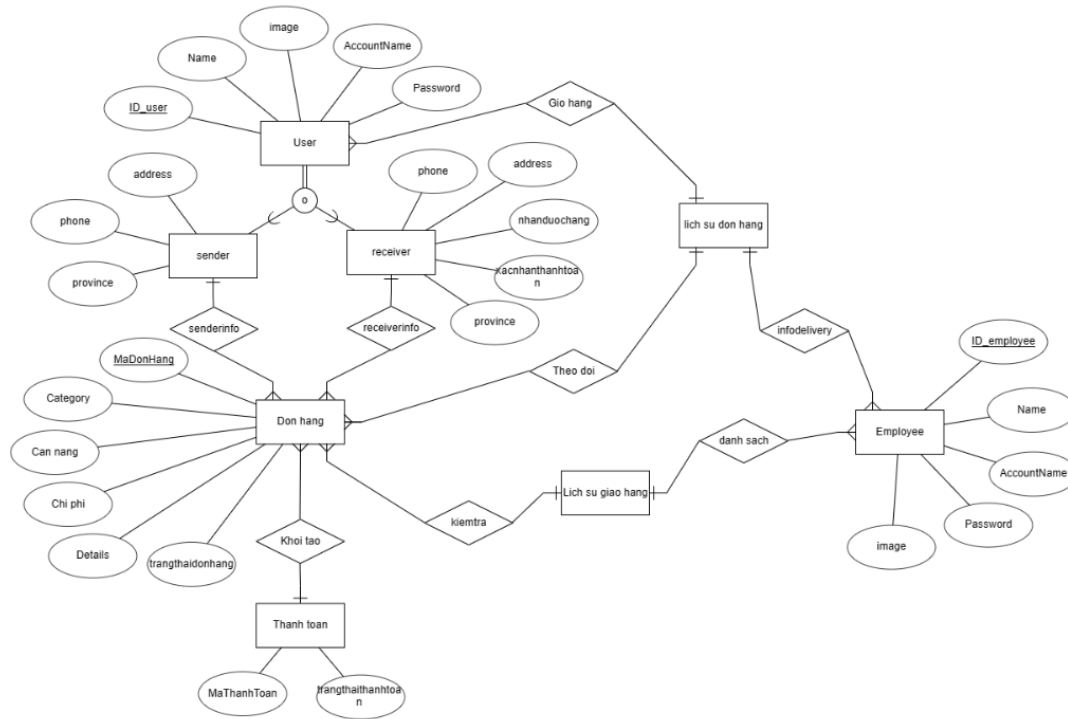 image
Name
AccountName
ID_user
Password
User
Gio hang
address
phone
province
sender
o
phone
address
nhanduochang
xacnhanthanhtoa
n
province
receiver
lich su don hang
senderinfo
receiverinfo
infodelivery
ID_employee
MaDonHang
Theo doi
Category
Don hang
Name
Can nang
danh sach
Employee
AccountName
Chi phi
Lich su giao hang
Password
kiemtra
image
Details
trangthaidonhang
Khoi tao
Thanh toan
MaThanhToan
trangthaithanhtoa
n